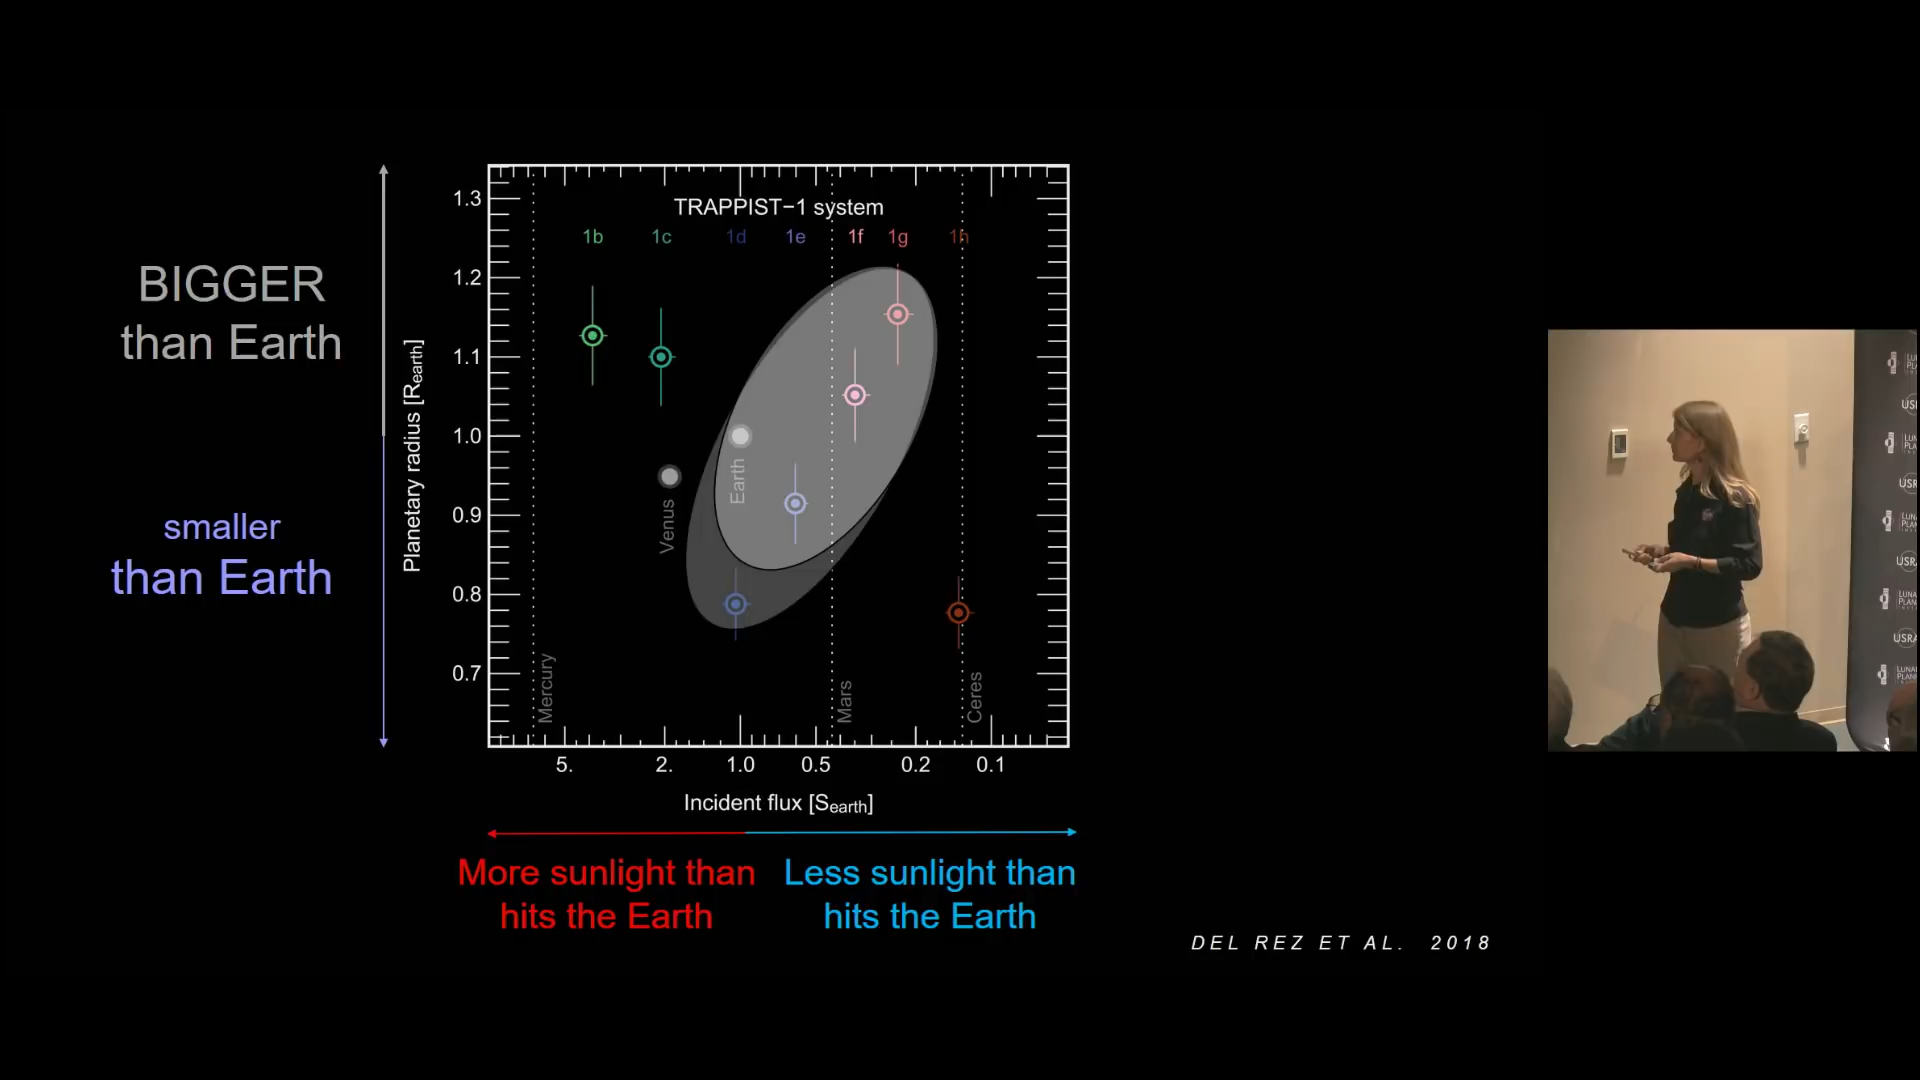 BIGGER
than Earth
smaller
than Earth
Planetary radius [Rearth]
1.3
1.2
1.1
1.0
0.9
0.8
0.7
TRAPPIST−1 system
1b 1c 1d 1e 1f 1g 1h
Venus
Earth
Mercury
Mars
Ceres
5. 2. 1.0 0.5 0.2 0.1
Incident flux [Searth]
More sunlight than
hits the Earth
Less sunlight than
hits the Earth
DEL REZ ET AL. 2018